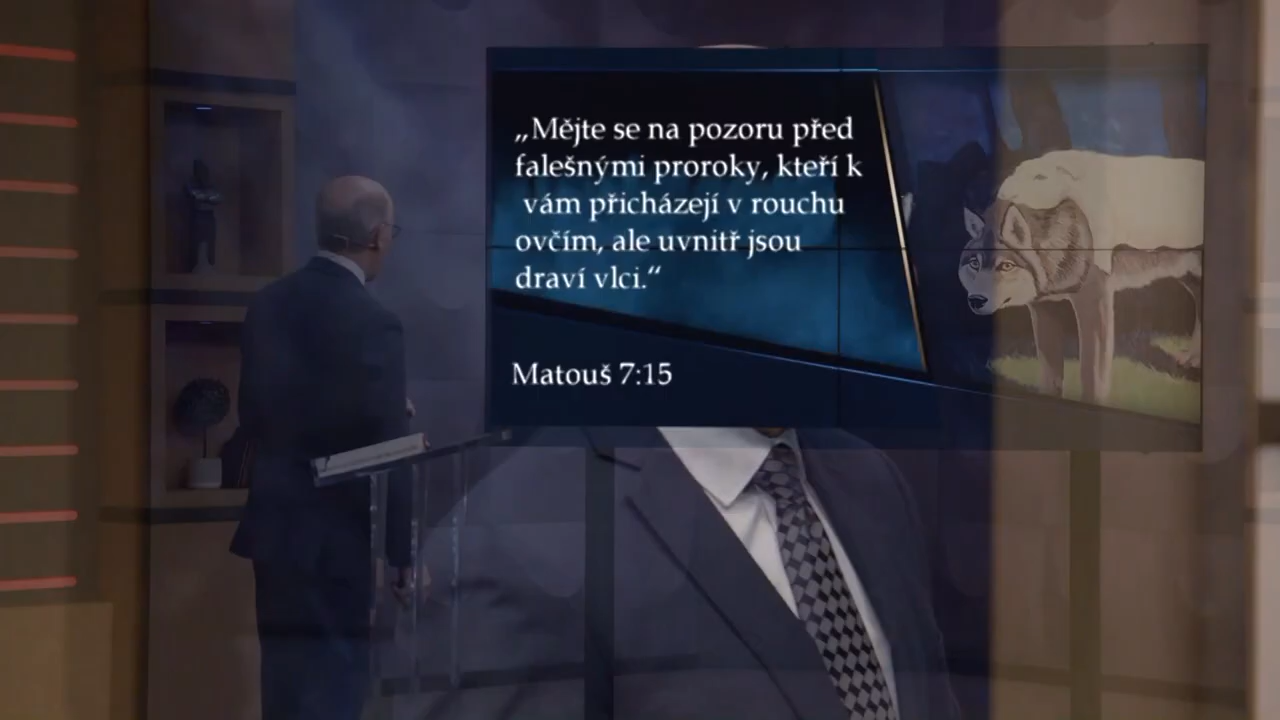 „Mějte se na pozoru před
falešnými proroky, kteří k
vám přicházejí v rouchu
ovčím, ale uvnitř jsou
draví vlci.“
Matouš 7:15